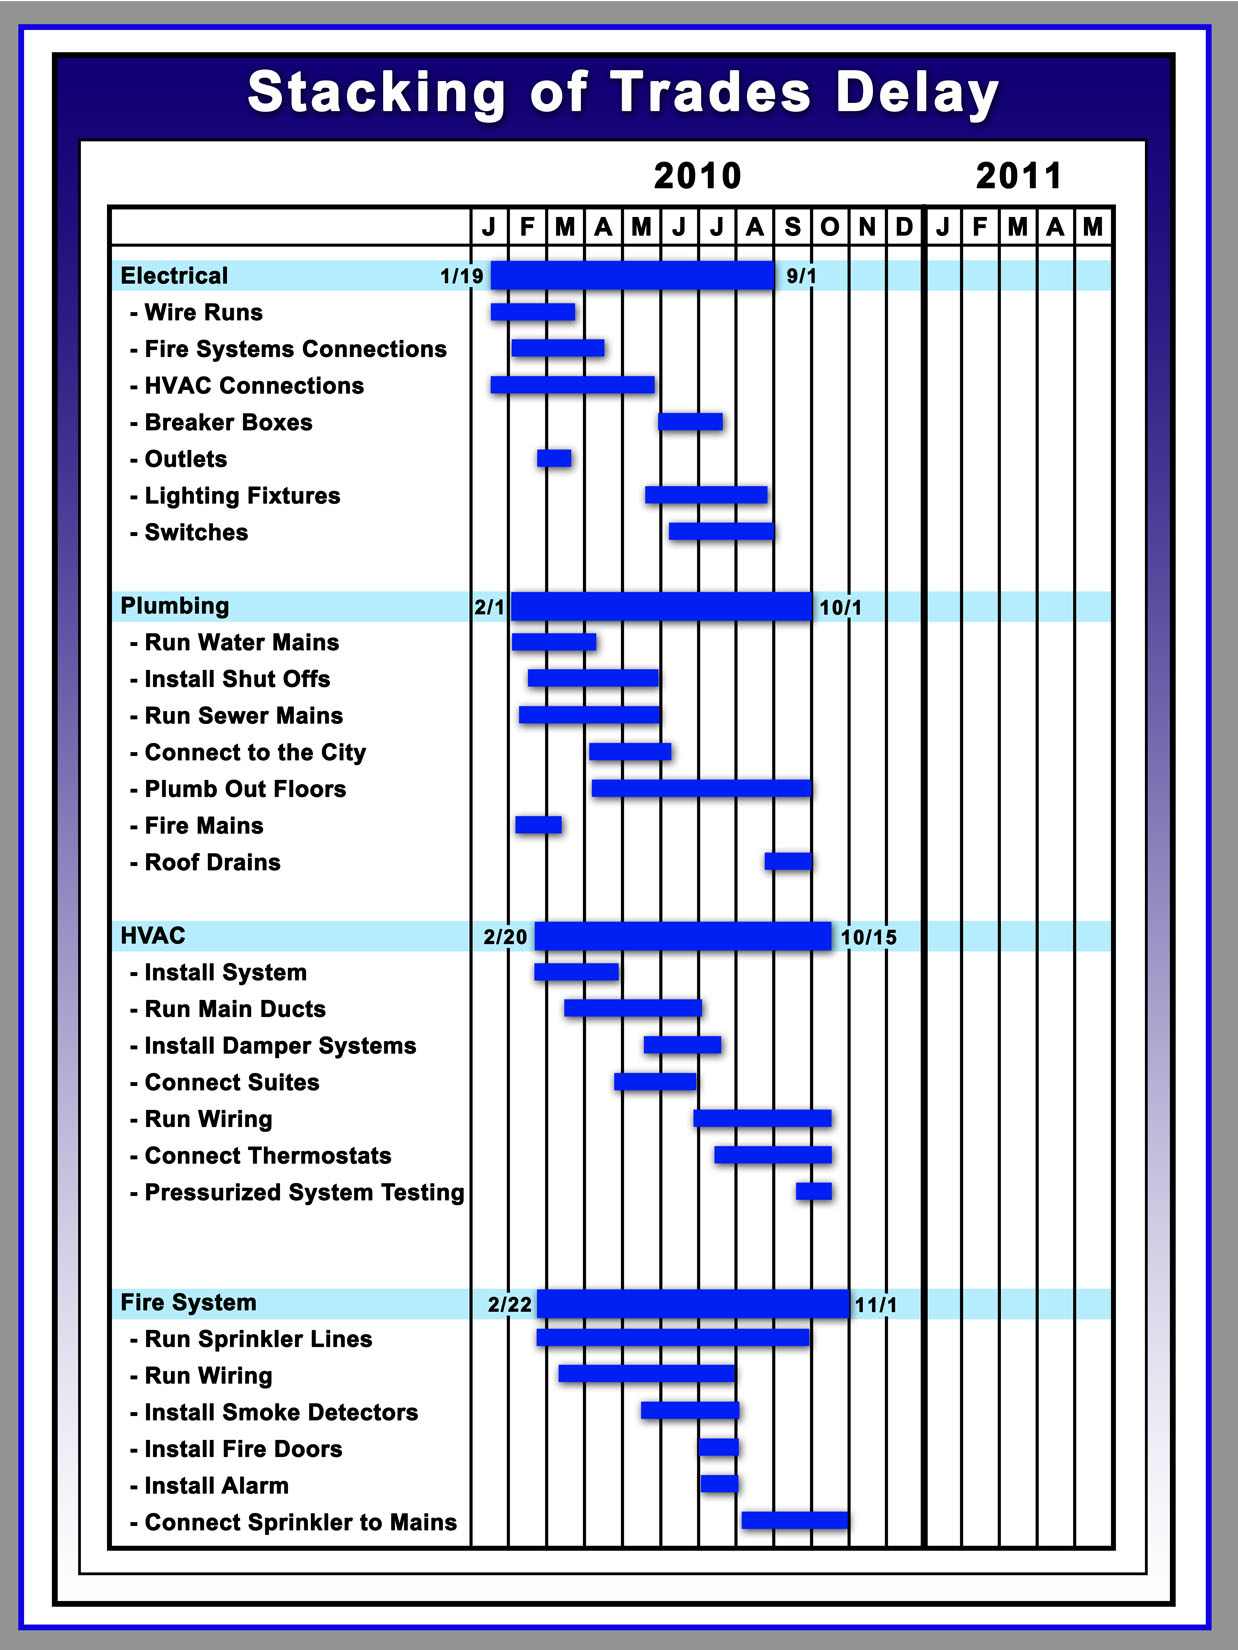 Stacking of Trades Delay
2010 2011
J F M A M J J A S O N D J F M A M
Electrical 1/19 9/1
- Wire Runs
- Fire Systems Connections
- HVAC Connections
- Breaker Boxes
- Outlets
- Lighting Fixtures
- Switches
Plumbing 2/1 10/1
- Run Water Mains
- Install Shut Offs
- Run Sewer Mains
- Connect to the City
- Plumb Out Floors
- Fire Mains
- Roof Drains
HVAC 2/20 10/15
- Install System
- Run Main Ducts
- Install Damper Systems
- Connect Suites
- Run Wiring
- Connect Thermostats
- Pressurized System Testing
Fire System 2/22 11/1
- Run Sprinkler Lines
- Run Wiring
- Install Smoke Detectors
- Install Fire Doors
- Install Alarm
- Connect Sprinkler to Mains